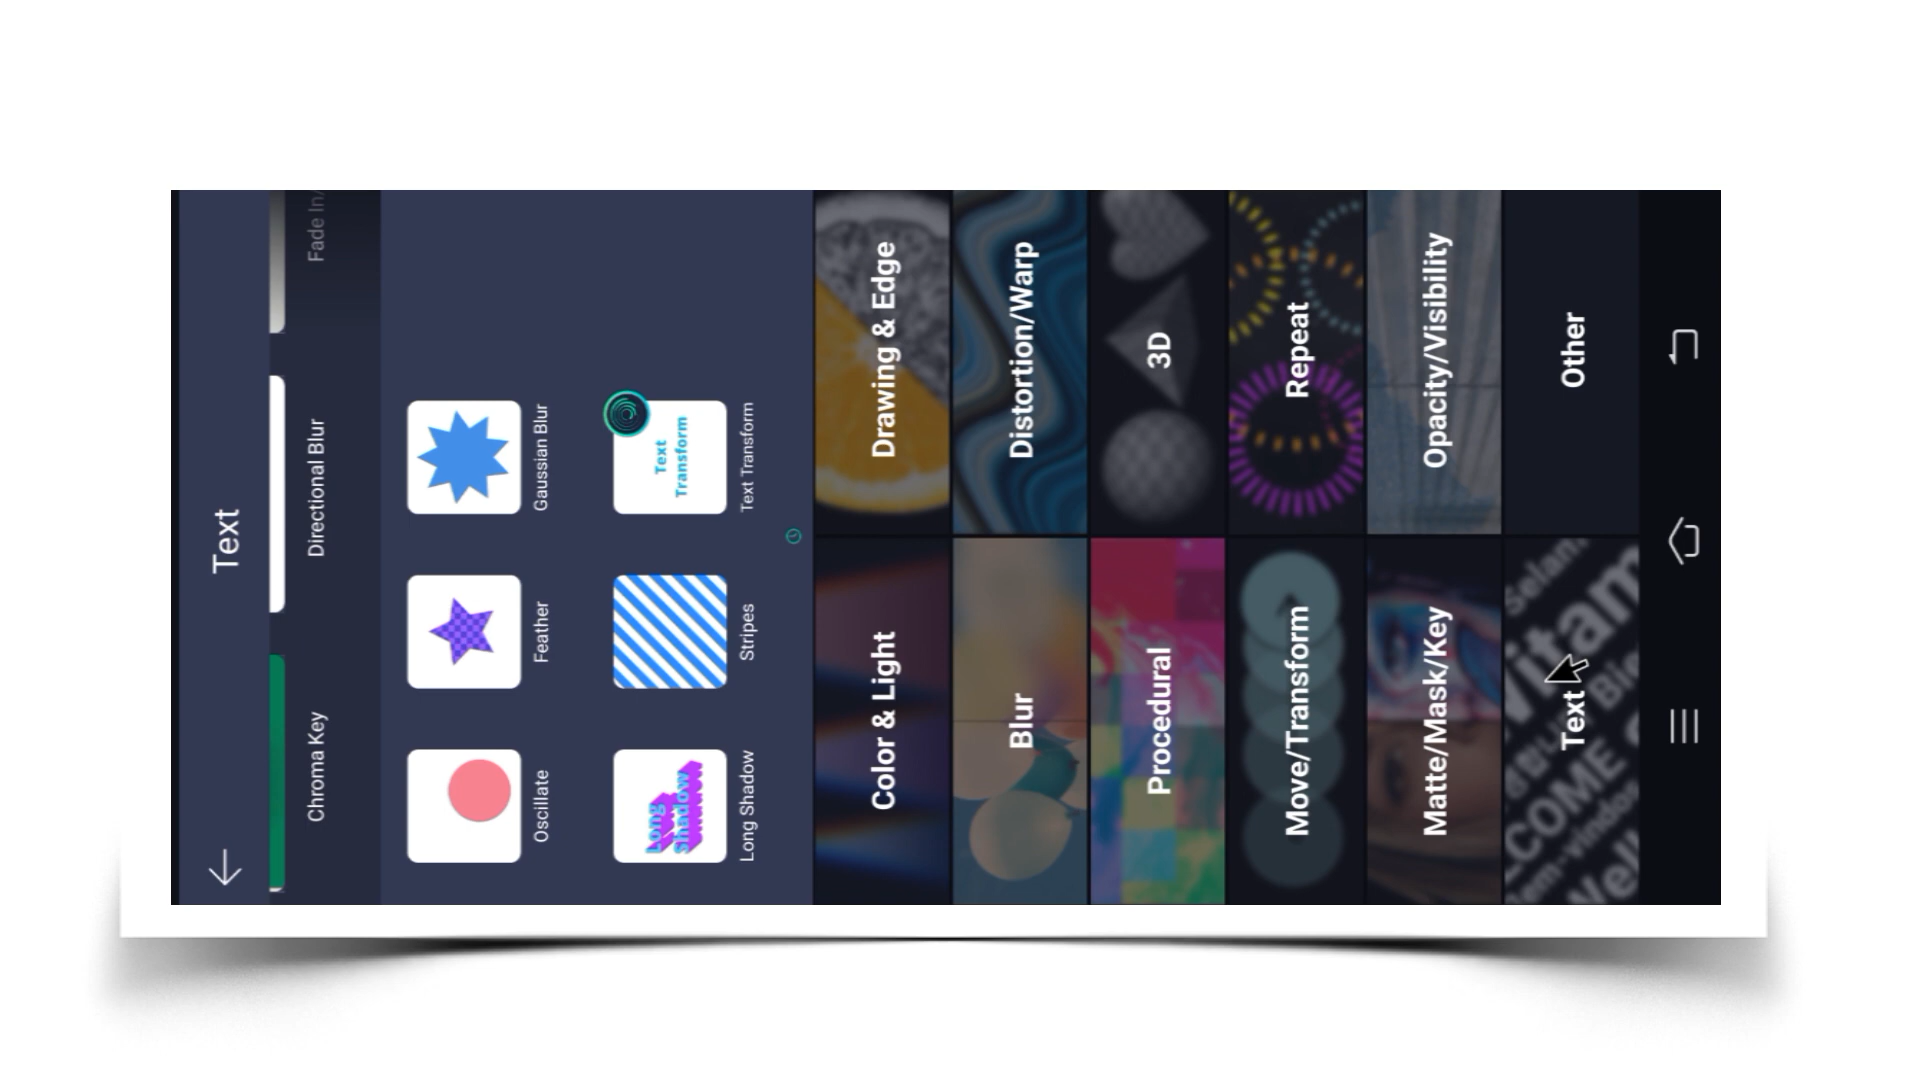 Text
Chroma Key
Directional Blur
Fade In/
Oscillate
Feather
Gaussian Blur
Long
Shadow
Text
Transform
Long Shadow
Stripes
Text Transform
Color & Light
Drawing & Edge
Blur
Distortion/Warp
Procedural
3D
Move/Transform
Repeat
Matte/Mask/Key
Opacity/Visibility
Text
Other